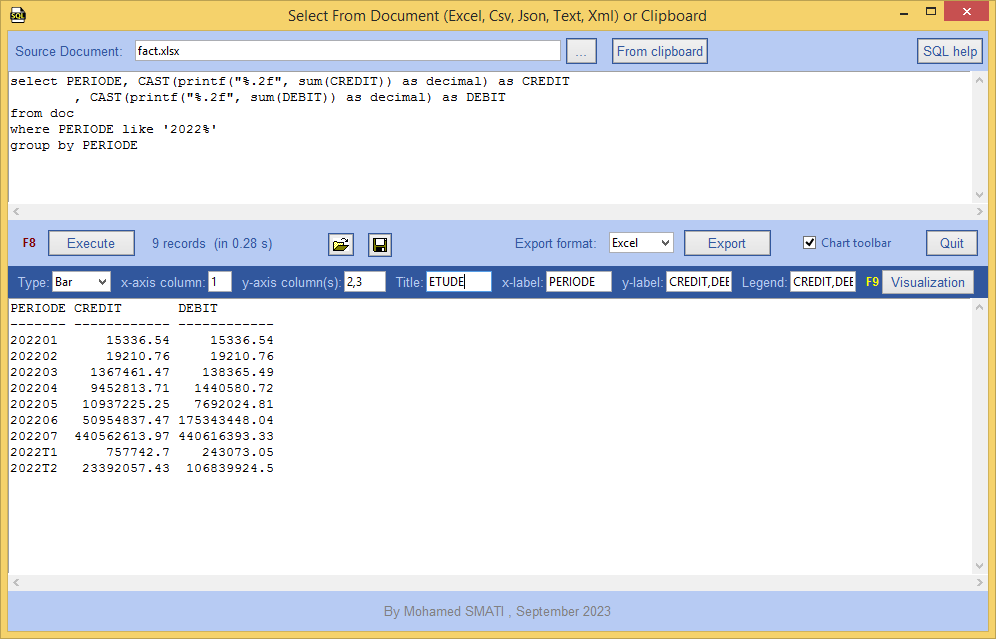 SQL
Select From Document (Excel, Csv, Json, Text, Xml) or Clipboard
Source Document: fact.xlsx ... From clipboard SQL help
select PERIODE, CAST(printf("%.2f", sum(CREDIT)) as decimal) as CREDIT
, CAST(printf("%.2f", sum(DEBIT)) as decimal) as DEBIT
from doc
where PERIODE like '2022%'
group by PERIODE
F8 Execute 9 records (in 0.28 s) Export format: Excel Export Chart toolbar Quit
Type: Bar x-axis column: 1 y-axis column(s): 2,3 Title: ETUDE x-label: PERIODE y-label: CREDIT,DEE Legend: CREDIT,DEE F9 Visualization
PERIODE CREDIT DEBIT
------- ------------ ------------
202201 15336.54 15336.54
202202 19210.76 19210.76
202203 1367461.47 138365.49
202204 9452813.71 1440580.72
202205 10937225.25 7692024.81
202206 50954837.47 175343448.04
202207 440562613.97 440616393.33
2022T1 757742.7 243073.05
2022T2 23392057.43 106839924.5
By Mohamed SMATI , September 2023